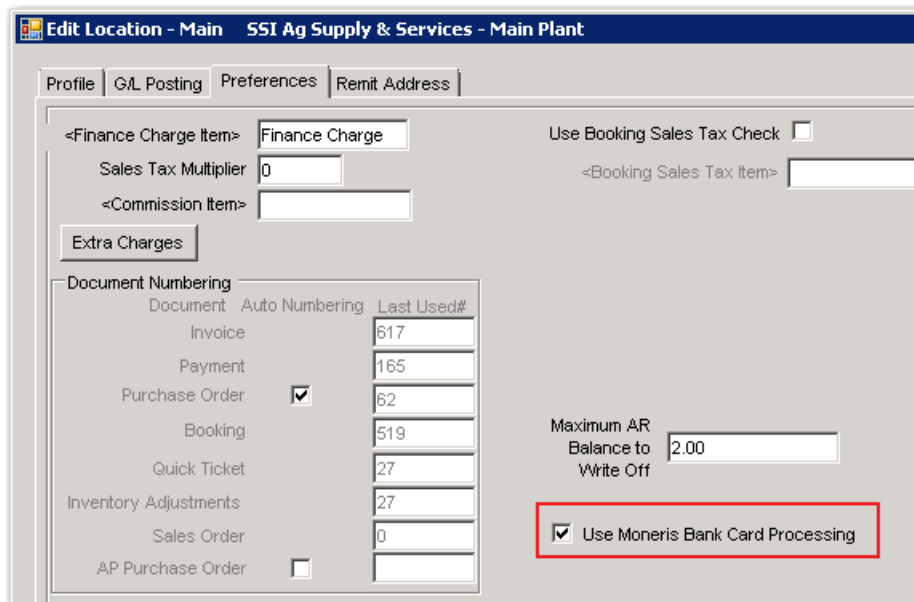 Edit Location - Main SSI Ag Supply & Services - Main Plant
Profile G/L Posting Preferences Remit Address
<Finance Charge Item> Finance Charge Use Booking Sales Tax Check
Sales Tax Multiplier 0 <Booking Sales Tax Item>
<Commission Item>
Extra Charges
Document Numbering
Document Auto Numbering Last Used#
Invoice 617
Payment 165
Purchase Order 62
Booking 519
Quick Ticket 27
Inventory Adjustments 27
Sales Order 0
AP Purchase Order
Maximum AR
Balance to
Write Off
2.00
Use Moneris Bank Card Processing